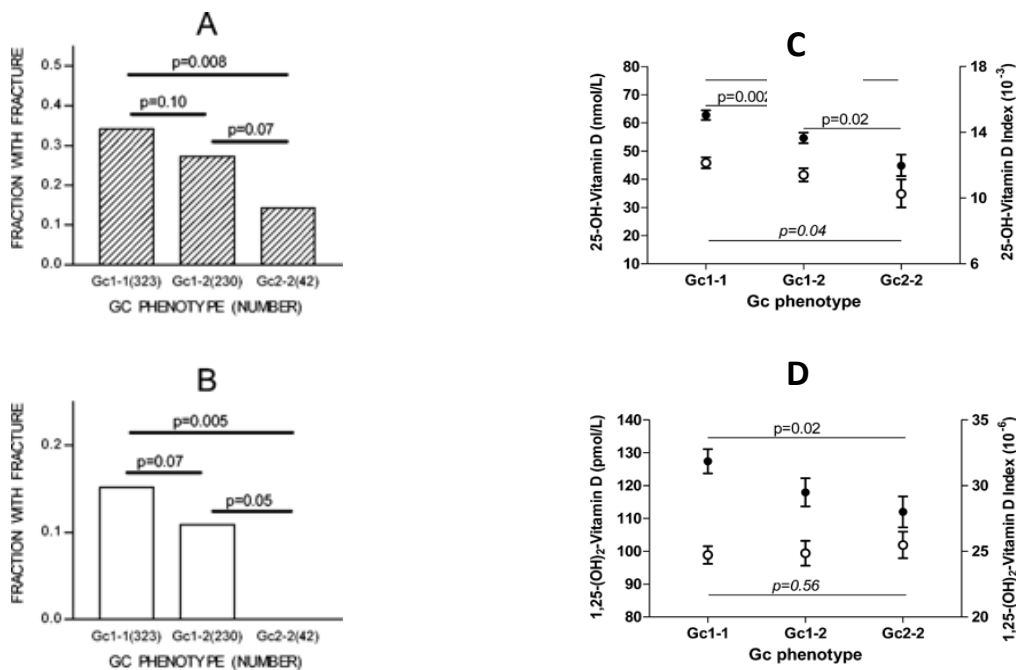 A
FRACTION WITH FRACTURE
0.5
0.4
0.3
0.2
0.1
0.0
p=0.008
p=0.10
p=0.07
Gc1-1(323) Gc1-2(230) Gc2-2(42)
GC PHENOTYPE (NUMBER)
B
FRACTION WITH FRACTURE
0.2
0.1
0.0
p=0.005
p=0.07
p=0.05
Gc1-1(323) Gc1-2(230) Gc2-2(42)
GC PHENOTYPE (NUMBER)
C
25-OH-Vitamin D (nmol/L)
80
70
60
50
40
30
20
10
p=0.002
p=0.02
p=0.04
18
14
10
6
25-OH-Vitamin D Index (10⁻³)
Gc1-1 Gc1-2 Gc2-2
Gc phenotype
D
1,25-(OH)₂-Vitamin D (pmol/L)
140
130
120
110
100
90
80
p=0.02
p=0.56
35
30
25
20
1,25-(OH)₂-Vitamin D Index (10⁻⁶)
Gc1-1 Gc1-2 Gc2-2
Gc phenotype